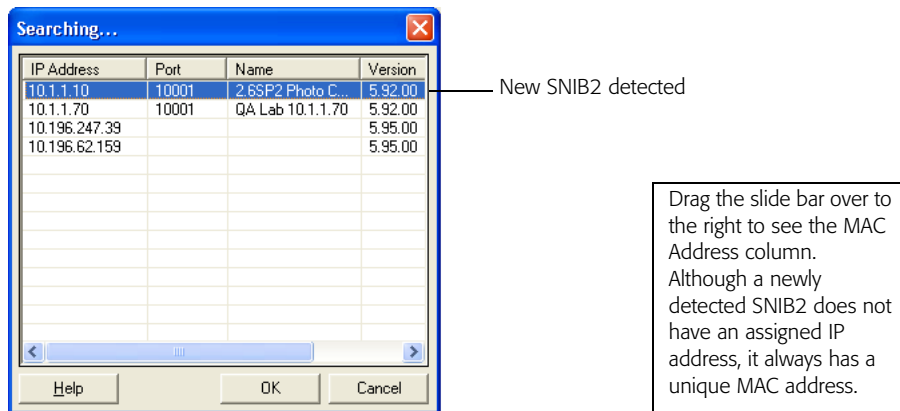 Searching...
IP Address Port Name Version
10.1.1.10 10001 2.6SP2 Photo C... 5.92.00
10.1.1.70 10001 QA Lab 10.1.1.70 5.92.00
10.196.247.39 5.95.00
10.196.62.159 5.95.00
Help OK Cancel
New SNIB2 detected
Drag the slide bar over to
the right to see the MAC
Address column.
Although a newly
detected SNIB2 does not
have an assigned IP
address, it always has a
unique MAC address.